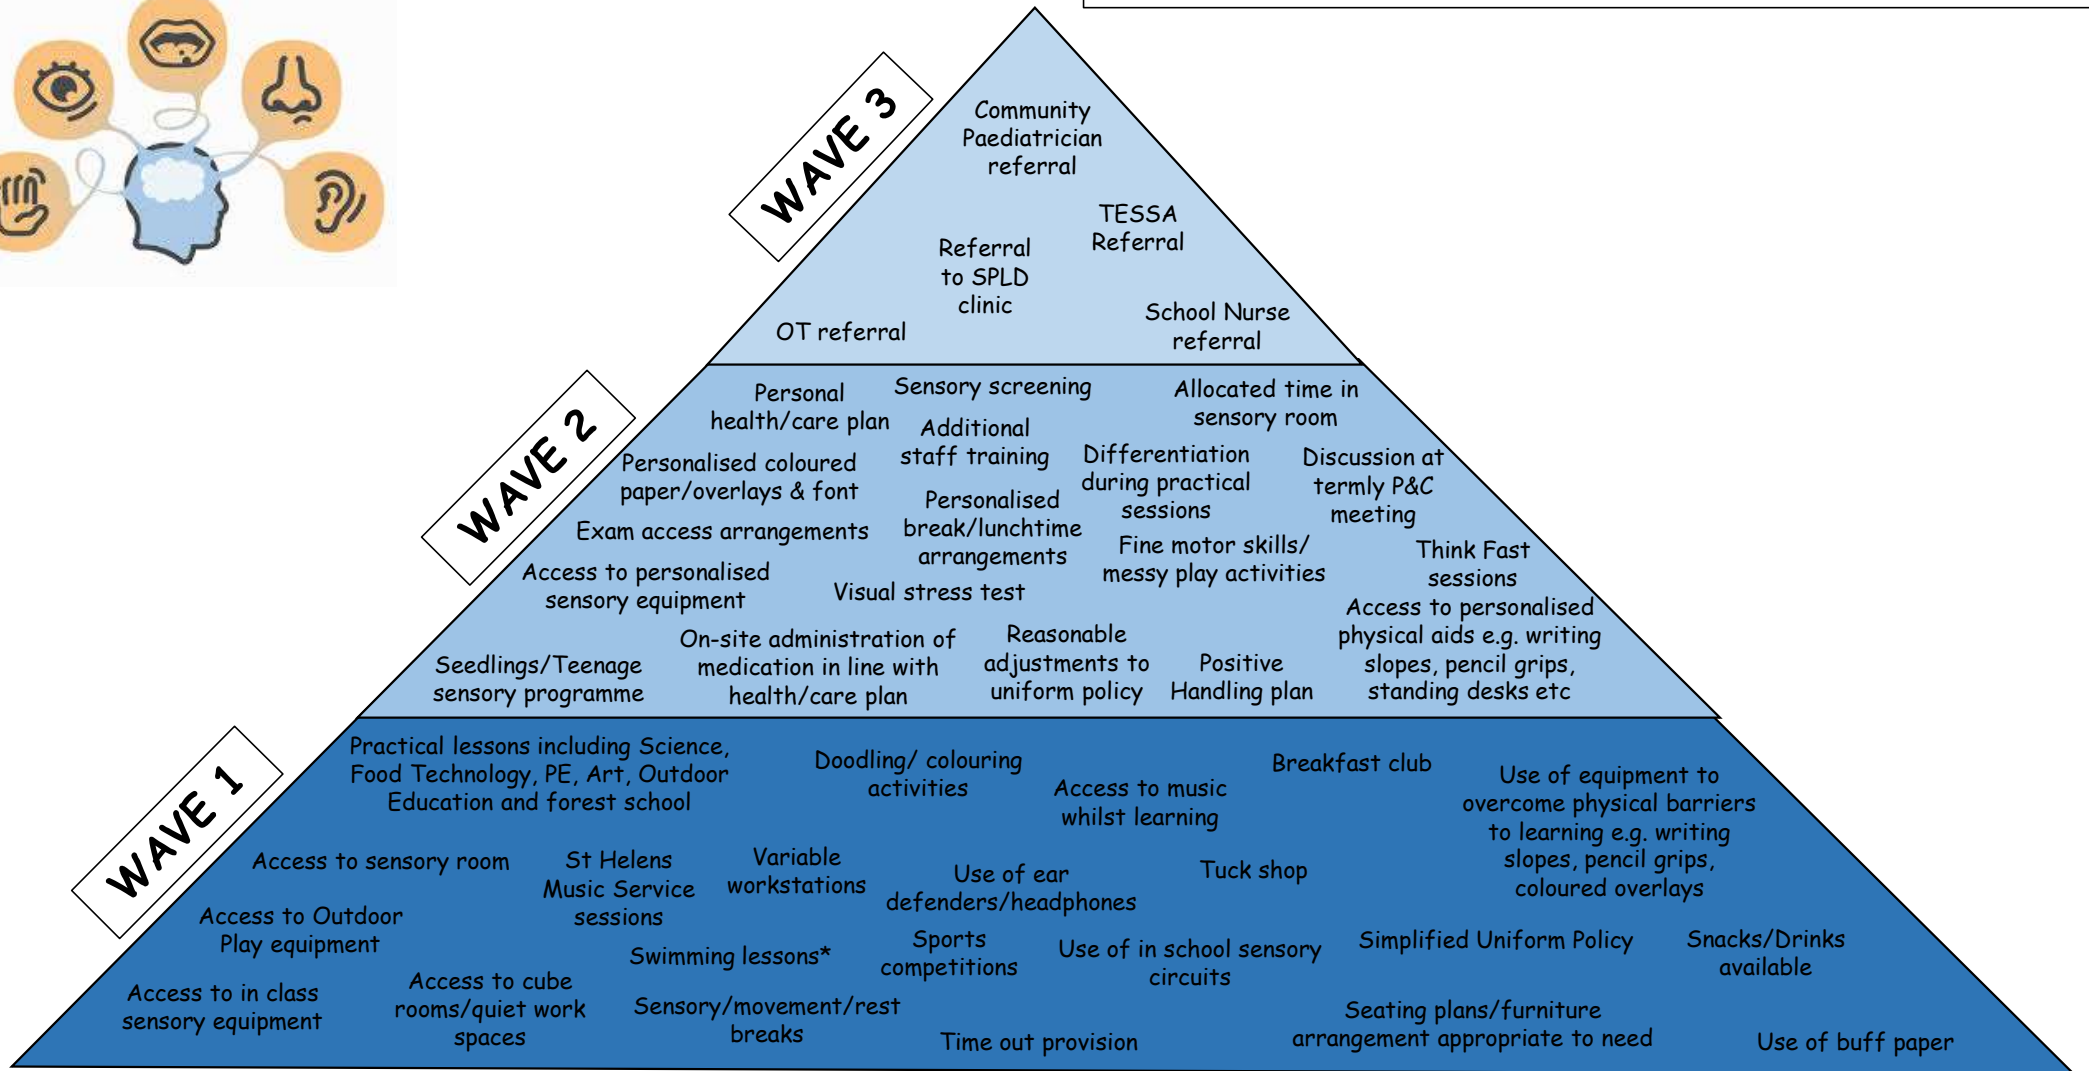 WAVE 3
Community
Paediatrician
referral
TESSA
Referral
Referral
to SPLD
clinic
School Nurse
referral
OT referral
WAVE 2
Personal
health/care plan
Sensory screening
Allocated time in
sensory room
Additional
staff training
Personalised coloured
paper/overlays & font
Differentiation
during practical
sessions
Discussion at
termly P&C
meeting
Personalised
break/lunchtime
arrangements
Exam access arrangements
Fine motor skills/
messy play activities
Think Fast
sessions
Access to personalised
sensory equipment
Visual stress test
Access to personalised
physical aids e.g. writing
slopes, pencil grips,
standing desks etc
Seedlings/Teenage
sensory programme
On-site administration of
medication in line with
health/care plan
Reasonable
adjustments to
uniform policy
Positive
Handling plan
WAVE 1
Practical lessons including Science,
Food Technology, PE, Art, Outdoor
Education and forest school
Doodling/ colouring
activities
Access to music
whilst learning
Breakfast club
Use of equipment to
overcome physical barriers
to learning e.g. writing
slopes, pencil grips,
coloured overlays
Access to sensory room
St Helens
Music Service
sessions
Variable
workstations
Use of ear
defenders/headphones
Tuck shop
Access to Outdoor
Play equipment
Swimming lessons*
Sports
competitions
Use of in school sensory
circuits
Simplified Uniform Policy
Snacks/Drinks
available
Access to in class
sensory equipment
Access to cube
rooms/quiet work
spaces
Sensory/movement/rest
breaks
Time out provision
Seating plans/furniture
arrangement appropriate to need
Use of buff paper